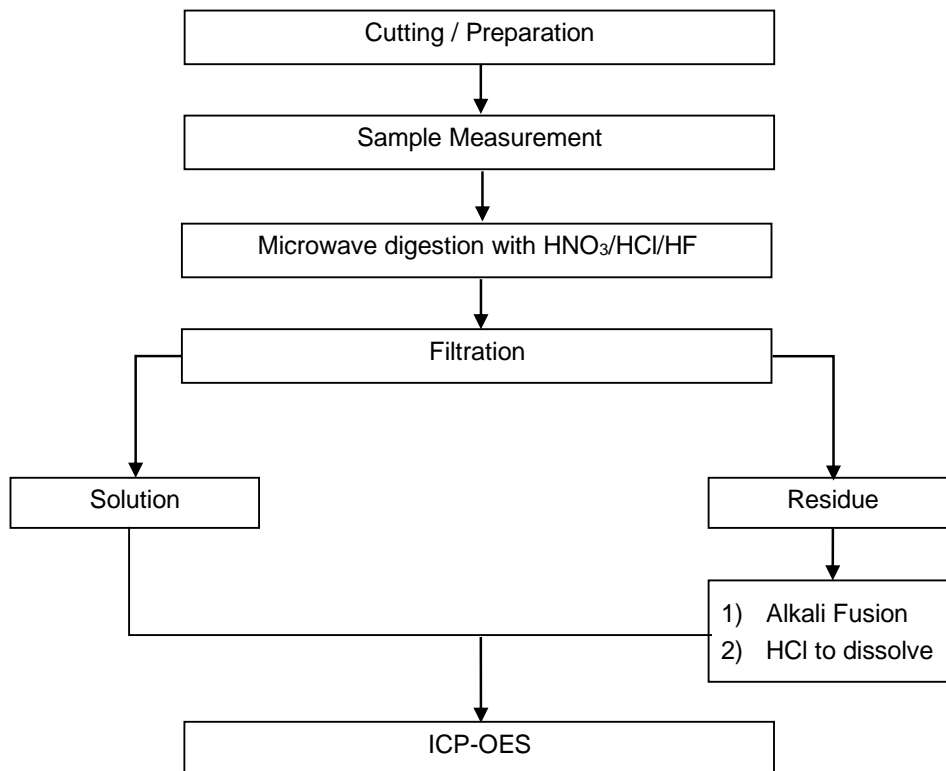 Cutting / Preparation
Sample Measurement
Microwave digestion with HNO₃/HCl/HF
Filtration
Solution
Residue
1) Alkali Fusion
2) HCl to dissolve
ICP-OES